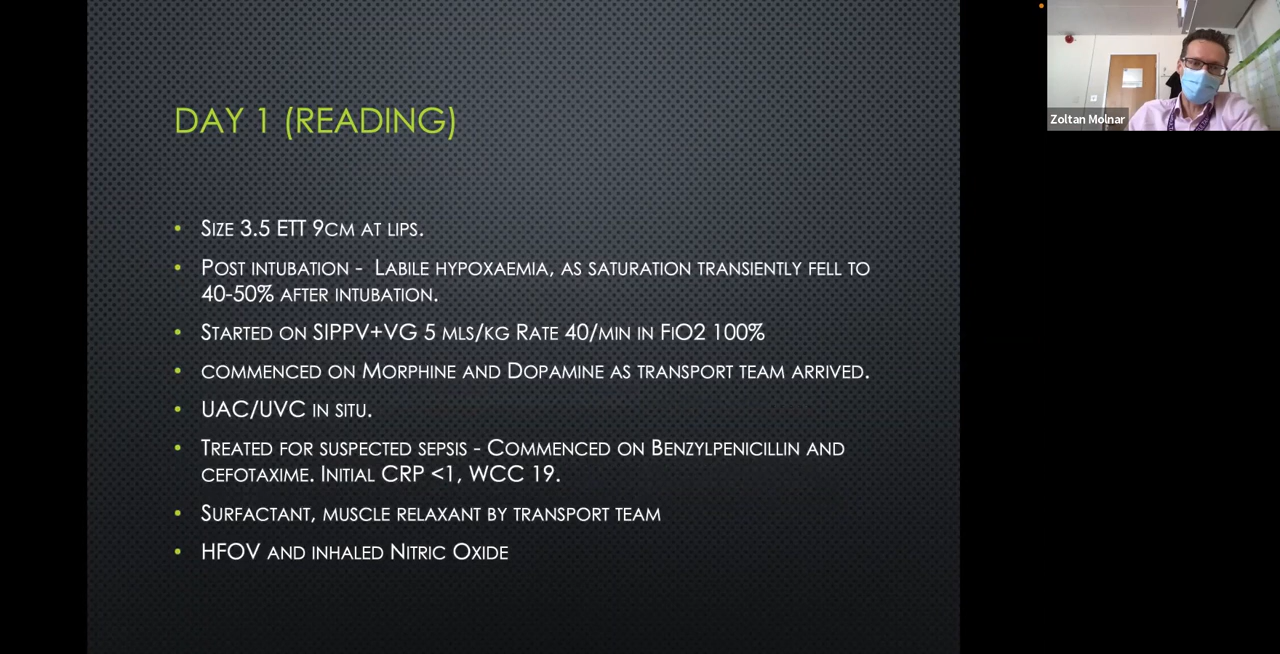 DAY 1 (READING)
Size 3.5 ETT 9cm at lips.
Post intubation - Labile hypoxaemia, as saturation transiently fell to
40-50% after intubation.
Started on SIPPV+VG 5 mls/kg Rate 40/min in FiO2 100%
commenced on Morphine and Dopamine as transport team arrived.
UAC/UVC in situ.
Treated for suspected sepsis - Commenced on Benzylpenicillin and
cefotaxime. Initial CRP <1, WCC 19.
Surfactant, muscle relaxant by transport team
HFOV and inhaled Nitric Oxide
Zoltan Molnar